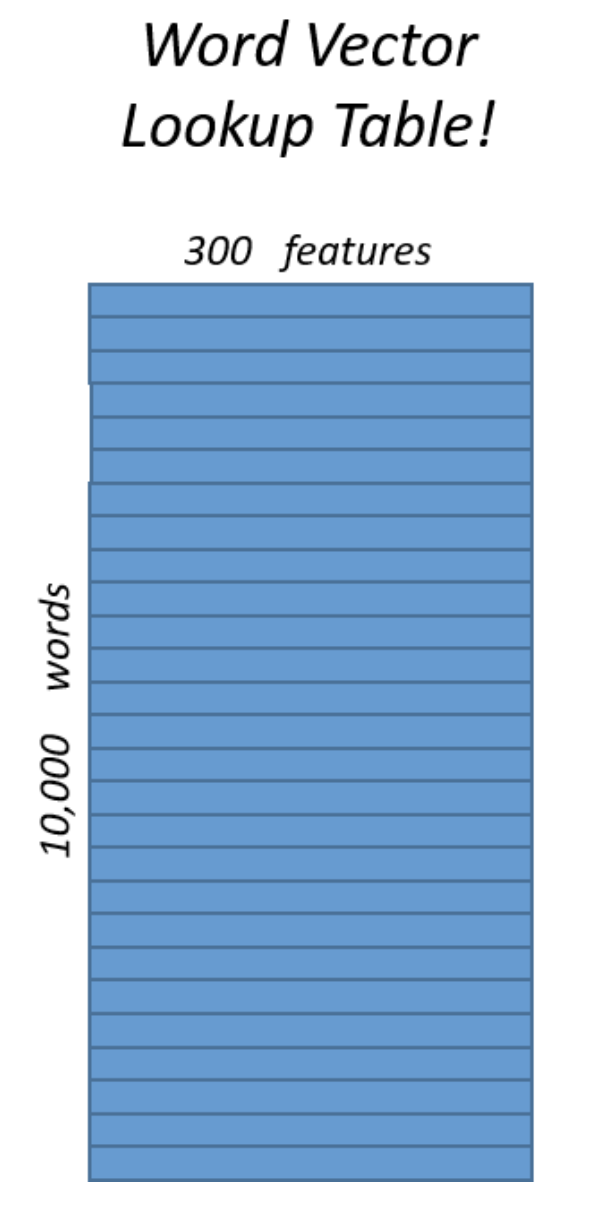 Word Vector
Lookup Table!
300 features
10,000 words